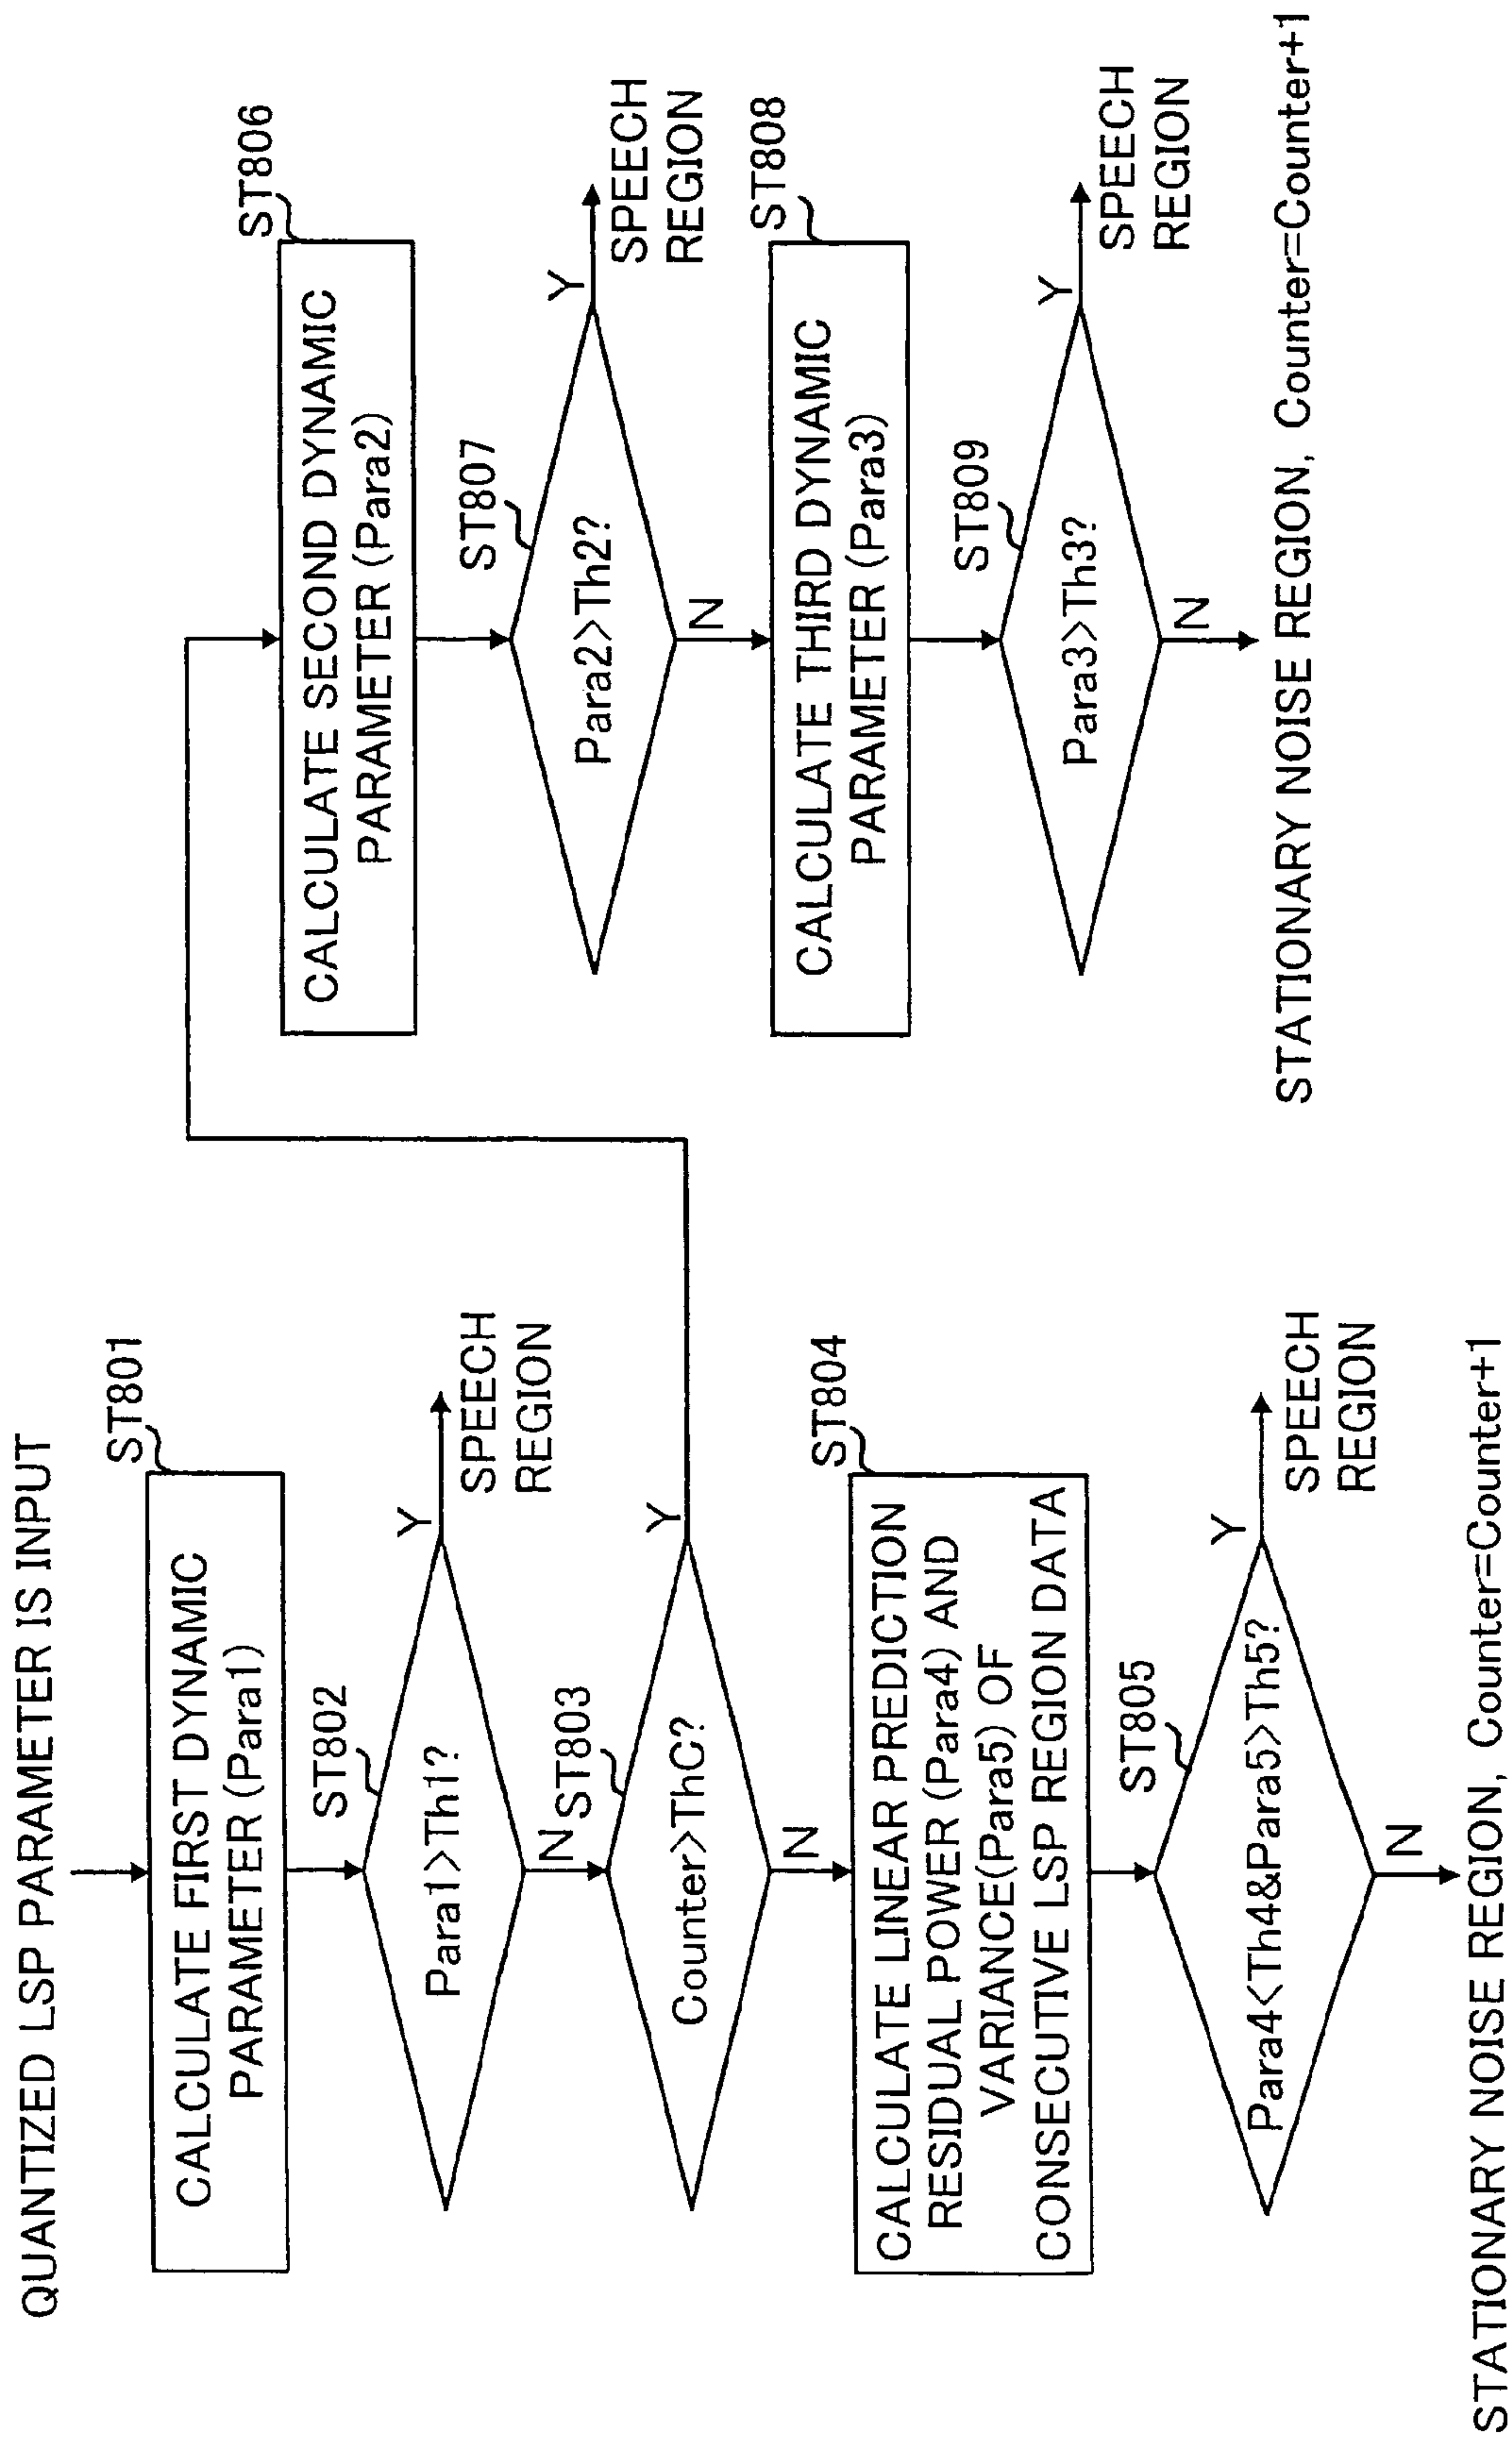 QUANTIZED LSP PARAMETER IS INPUT
ST801
CALCULATE FIRST DYNAMIC
PARAMETER (Para1)
ST802
Para1>Th1?
Y
SPEECH
REGION
N
ST803
Counter>ThC?
Y
N
ST804
CALCULATE LINEAR PREDICTION
RESIDUAL POWER (Para4) AND
VARIANCE(Para5) OF
CONSECUTIVE LSP REGION DATA
ST805
Para4<Th4&Para5>Th5?
Y
SPEECH
REGION
N
STATIONARY NOISE REGION, Counter=Counter+1
ST806
CALCULATE SECOND DYNAMIC
PARAMETER (Para2)
ST807
Para2>Th2?
Y
SPEECH
REGION
N
ST808
CALCULATE THIRD DYNAMIC
PARAMETER (Para3)
ST809
Para3>Th3?
Y
SPEECH
REGION
N
STATIONARY NOISE REGION, Counter=Counter+1